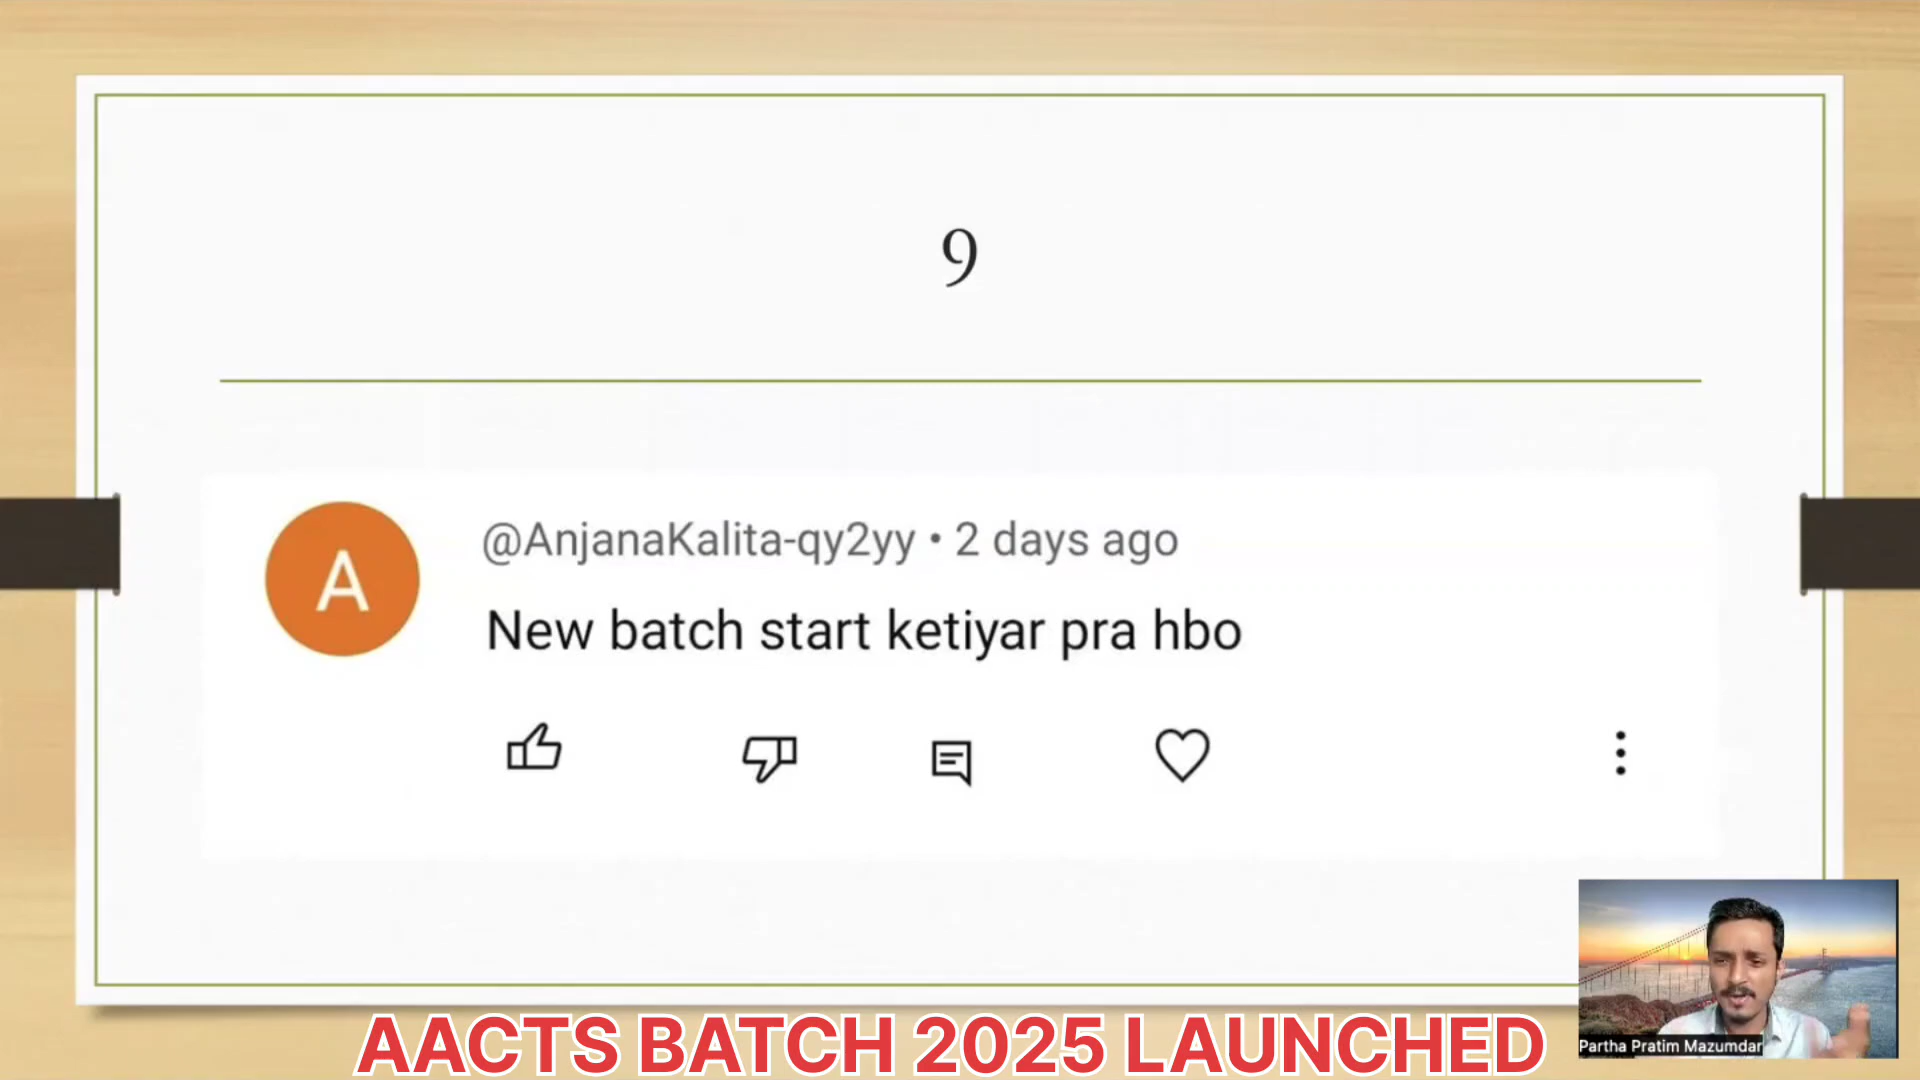 9
A
@AnjanaKalita-qy2yy • 2 days ago
New batch start ketiyar pra hbo
Partha Pratim Mazumdar
AACTS BATCH 2025 LAUNCHED